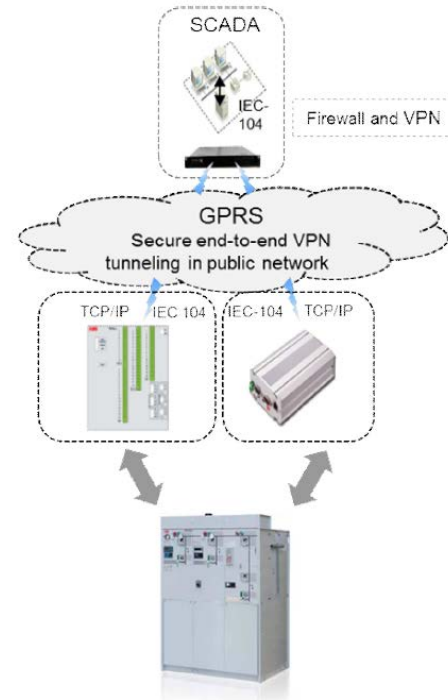 SCADA
IEC-
104
Firewall and VPN
GPRS
Secure end-to-end VPN
tunneling in public network
TCP/IP IEC 104
IEC-104 TCP/IP
ABB